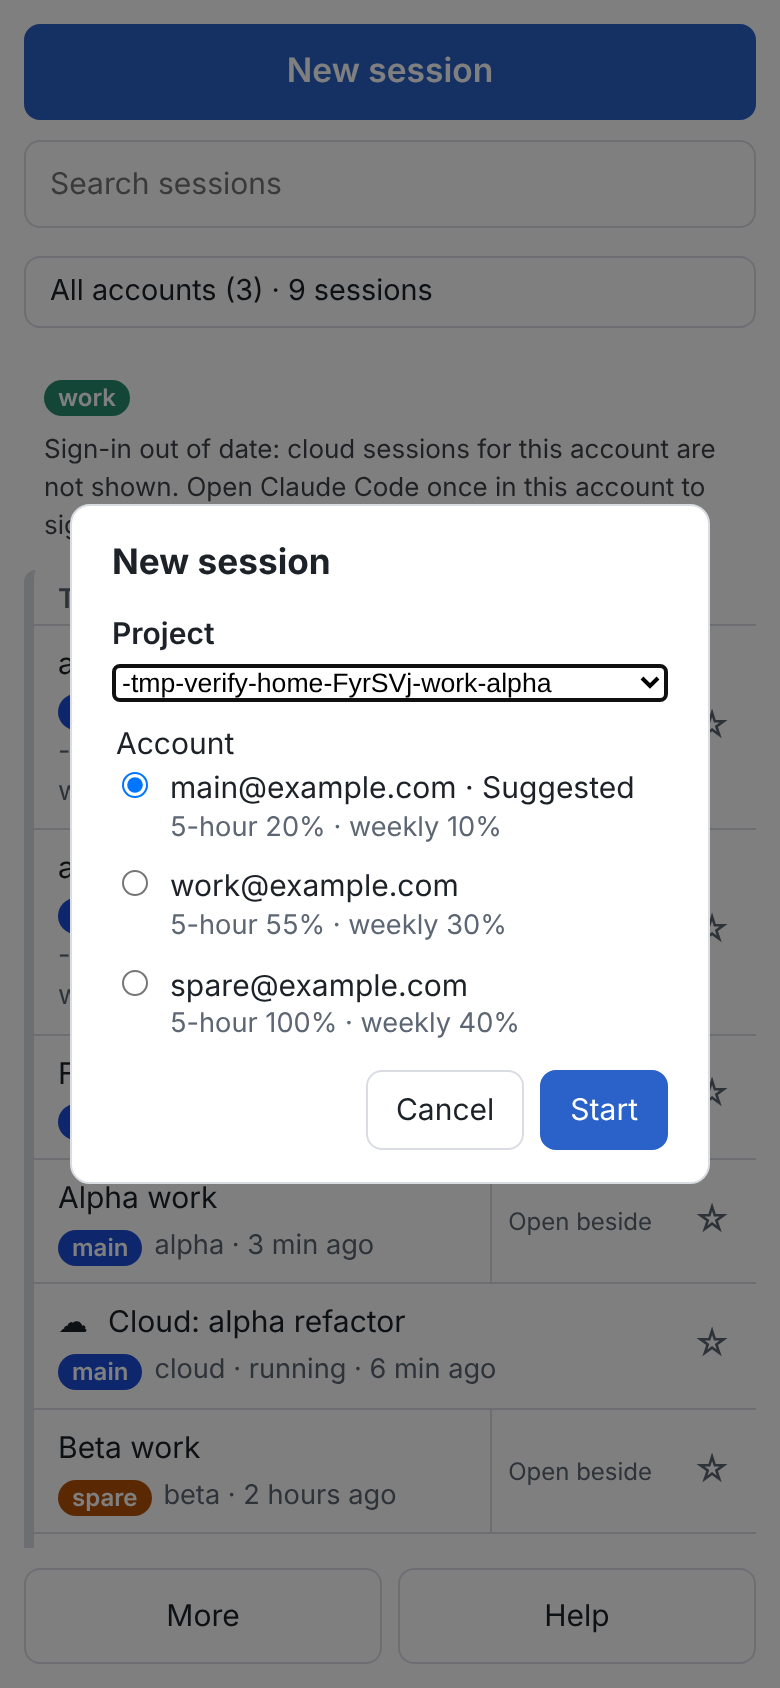 New session
Search sessions
All accounts (3) · 9 sessions
work
Sign-in out of date: cloud sessions for this account are
not shown. Open Claude Code once in this account to
New session
Project
-tmp-verify-home-FyrSVj-work-alpha
Account
main@example.com · Suggested
5-hour 20% · weekly 10%
work@example.com
5-hour 55% · weekly 30%
spare@example.com
5-hour 100% · weekly 40%
Cancel
Start
Alpha work
main alpha · 3 min ago
Open beside
☁ Cloud: alpha refactor
main cloud · running · 6 min ago
Beta work
spare beta · 2 hours ago
Open beside
More
Help